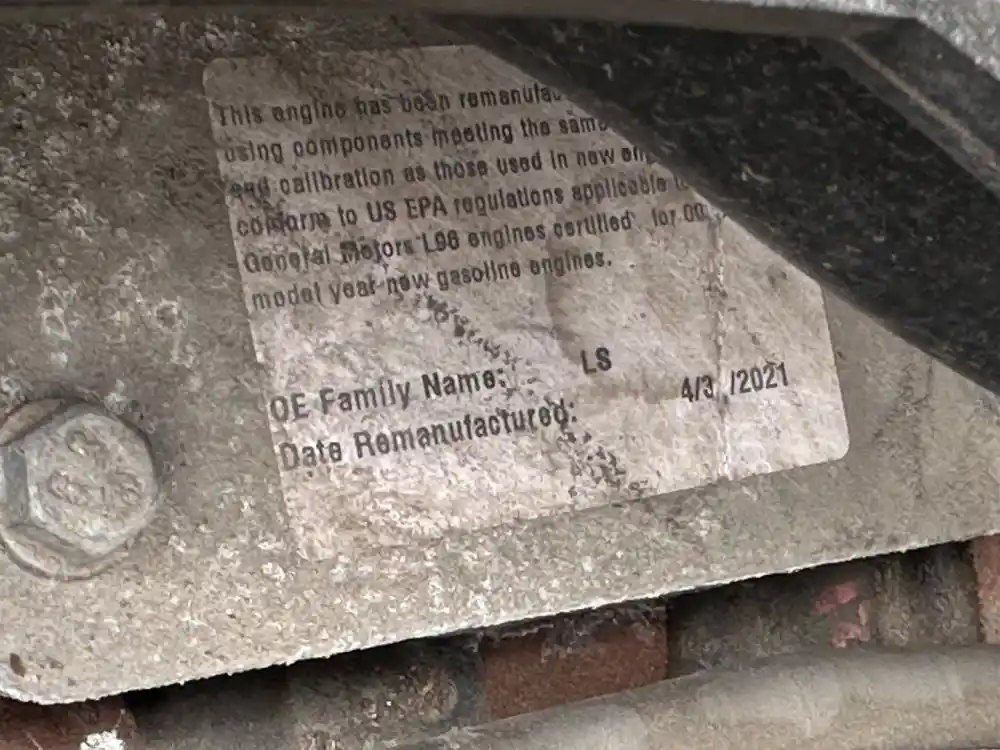 This engine has been remanufac
using components meeting the same
and calibration as those used in new en
conform to US EPA regulations applicable
General Motors L96 engines certified for
model year new gasoline engines.
OE Family Name: LS
Date Remanufactured: 4/3 /2021